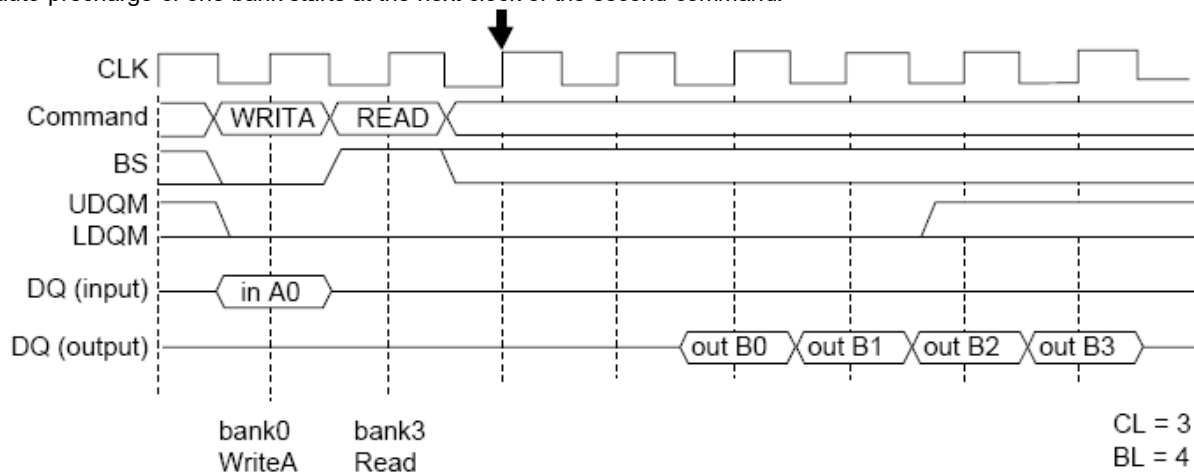 auto precharge of one bank starts at the next clock of the second command.
CLK
Command WRITA READ
BS
UDQM
LDQM
DQ (input) in A0
DQ (output) out B0 out B1 out B2 out B3
bank0 bank3 CL = 3
WriteA Read BL = 4